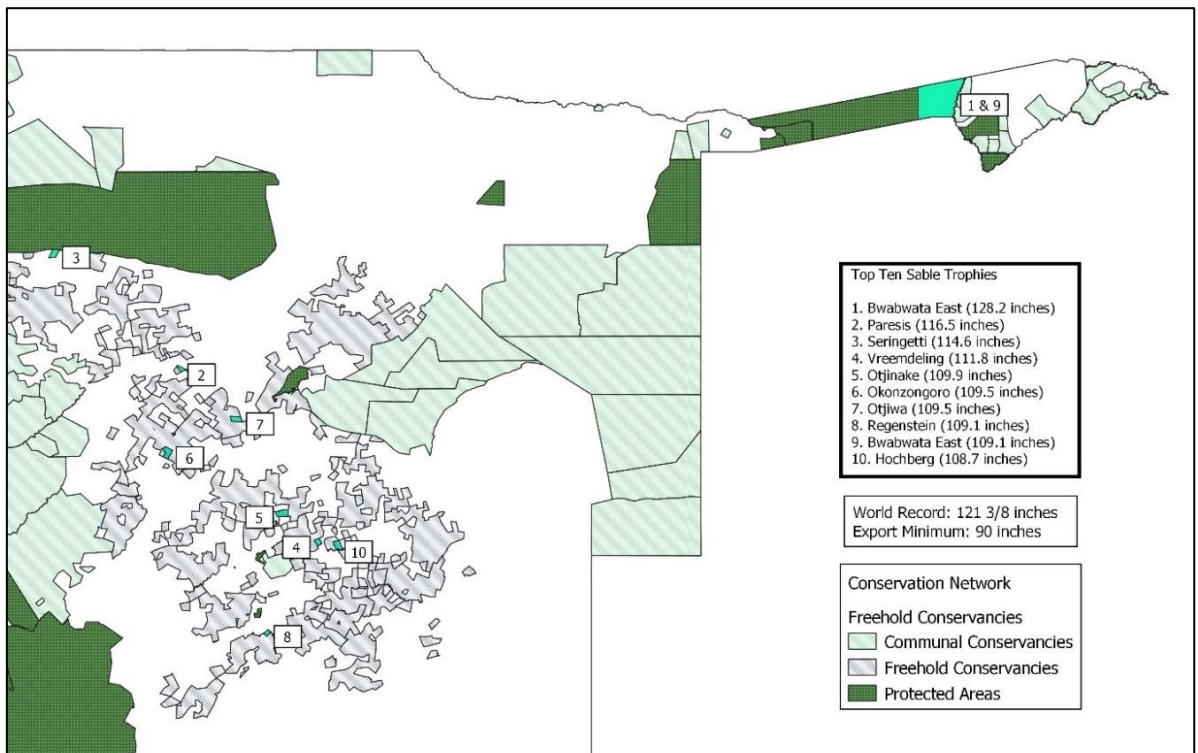 1 & 9
3
2
7
6
5
4
10
8
Top Ten Sable Trophies
1. Bwabwata East (128.2 inches)
2. Paresis (116.5 inches)
3. Seringetti (114.6 inches)
4. Vreemdeling (111.8 inches)
5. Otjinake (109.9 inches)
6. Okonzongoro (109.5 inches)
7. Otjiwa (109.5 inches)
8. Regenstein (109.1 inches)
9. Bwabwata East (109.1 inches)
10. Hochberg (108.7 inches)
World Record: 121 3/8 inches
Export Minimum: 90 inches
Conservation Network
Freehold Conservancies
Communal Conservancies
Freehold Conservancies
Protected Areas